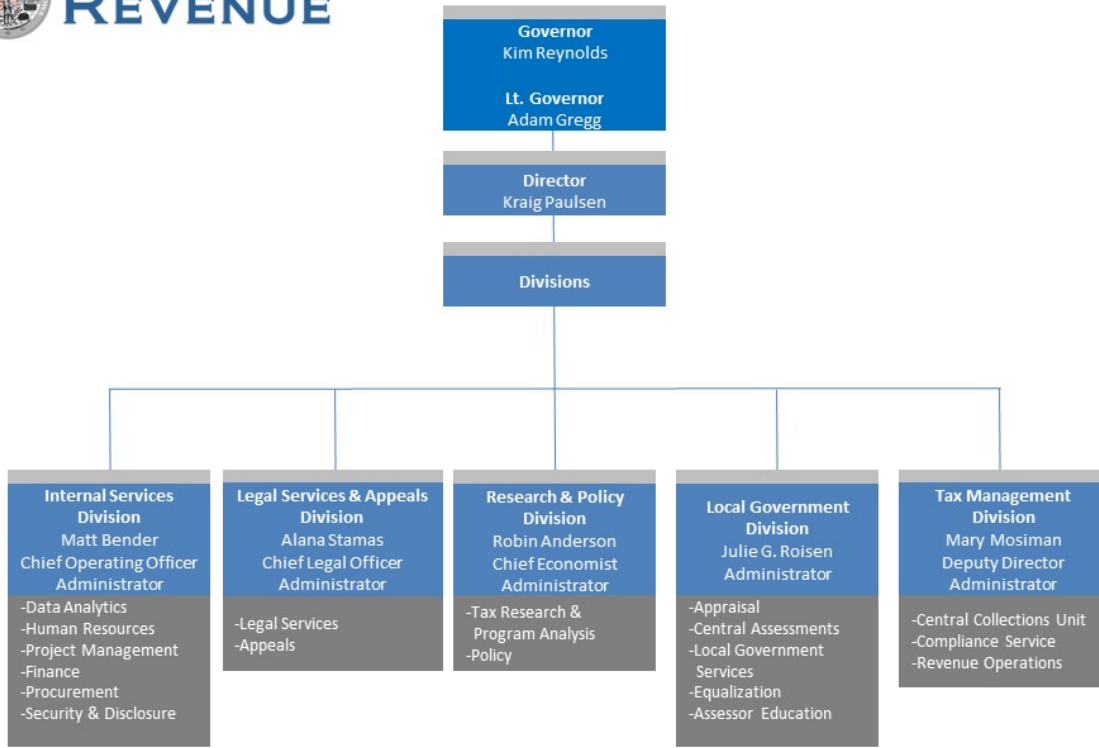 REVENUE
Governor
Kim Reynolds
Lt. Governor
Adam Gregg
Director
Kraig Paulsen
Divisions
Internal Services
Division
Matt Bender
Chief Operating Officer
Administrator
-Data Analytics
-Human Resources
-Project Management
-Finance
-Procurement
-Security & Disclosure
Legal Services & Appeals
Division
Alana Stamas
Chief Legal Officer
Administrator
-Legal Services
-Appeals
Research & Policy
Division
Robin Anderson
Chief Economist
Administrator
-Tax Research &
Program Analysis
-Policy
Local Government
Division
Julie G. Roisen
Administrator
-Appraisal
-Central Assessments
-Local Government
Services
-Equalization
-Assessor Education
Tax Management
Division
Mary Mosiman
Deputy Director
Administrator
-Central Collections Unit
-Compliance Service
-Revenue Operations